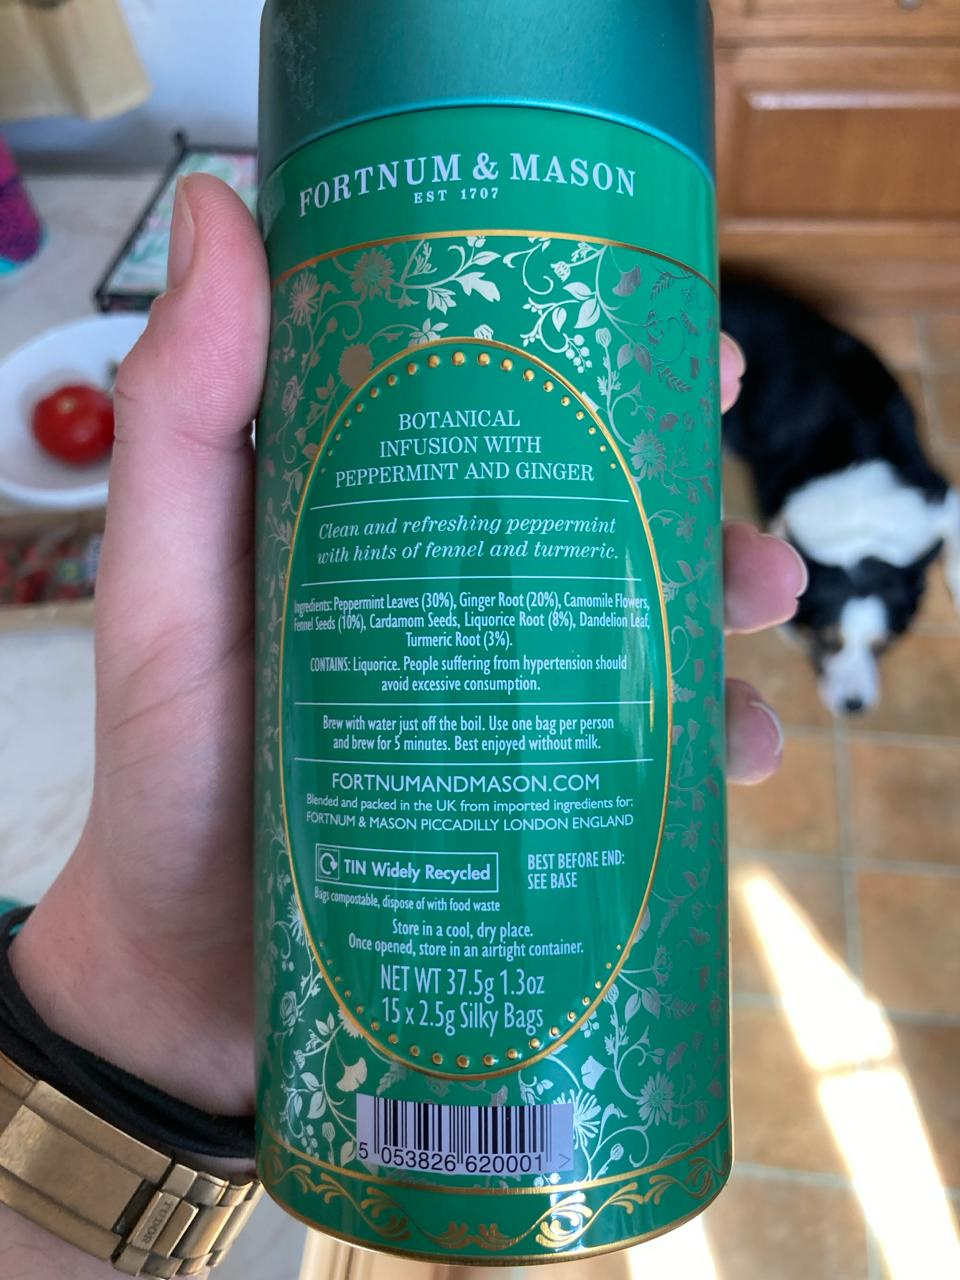 FORTNUM & MASON
EST 1707
BOTANICAL
INFUSION WITH
PEPPERMINT AND GINGER
Clean and refreshing peppermint
with hints of fennel and turmeric.
Ingredients: Peppermint Leaves (30%), Ginger Root (20%), Camomile Flowers,
Fennel Seeds (10%), Cardamom Seeds, Liquorice Root (8%), Dandelion Leaf,
Turmeric Root (3%).
CONTAINS: Liquorice. People suffering from hypertension should
avoid excessive consumption.
Brew with water just off the boil. Use one bag per person
and brew for 5 minutes. Best enjoyed without milk.
FORTNUMANDMASON.COM
Blended and packed in the UK from imported ingredients for:
FORTNUM & MASON PICCADILLY LONDON ENGLAND
TIN Widely Recycled
BEST BEFORE END:
SEE BASE
Bags compostable, dispose of with food waste
Store in a cool, dry place.
Once opened, store in an airtight container.
NET WT 37.5g 1.3oz
15 x 2.5g Silky Bags
5 053826 620001 >
TUDOR